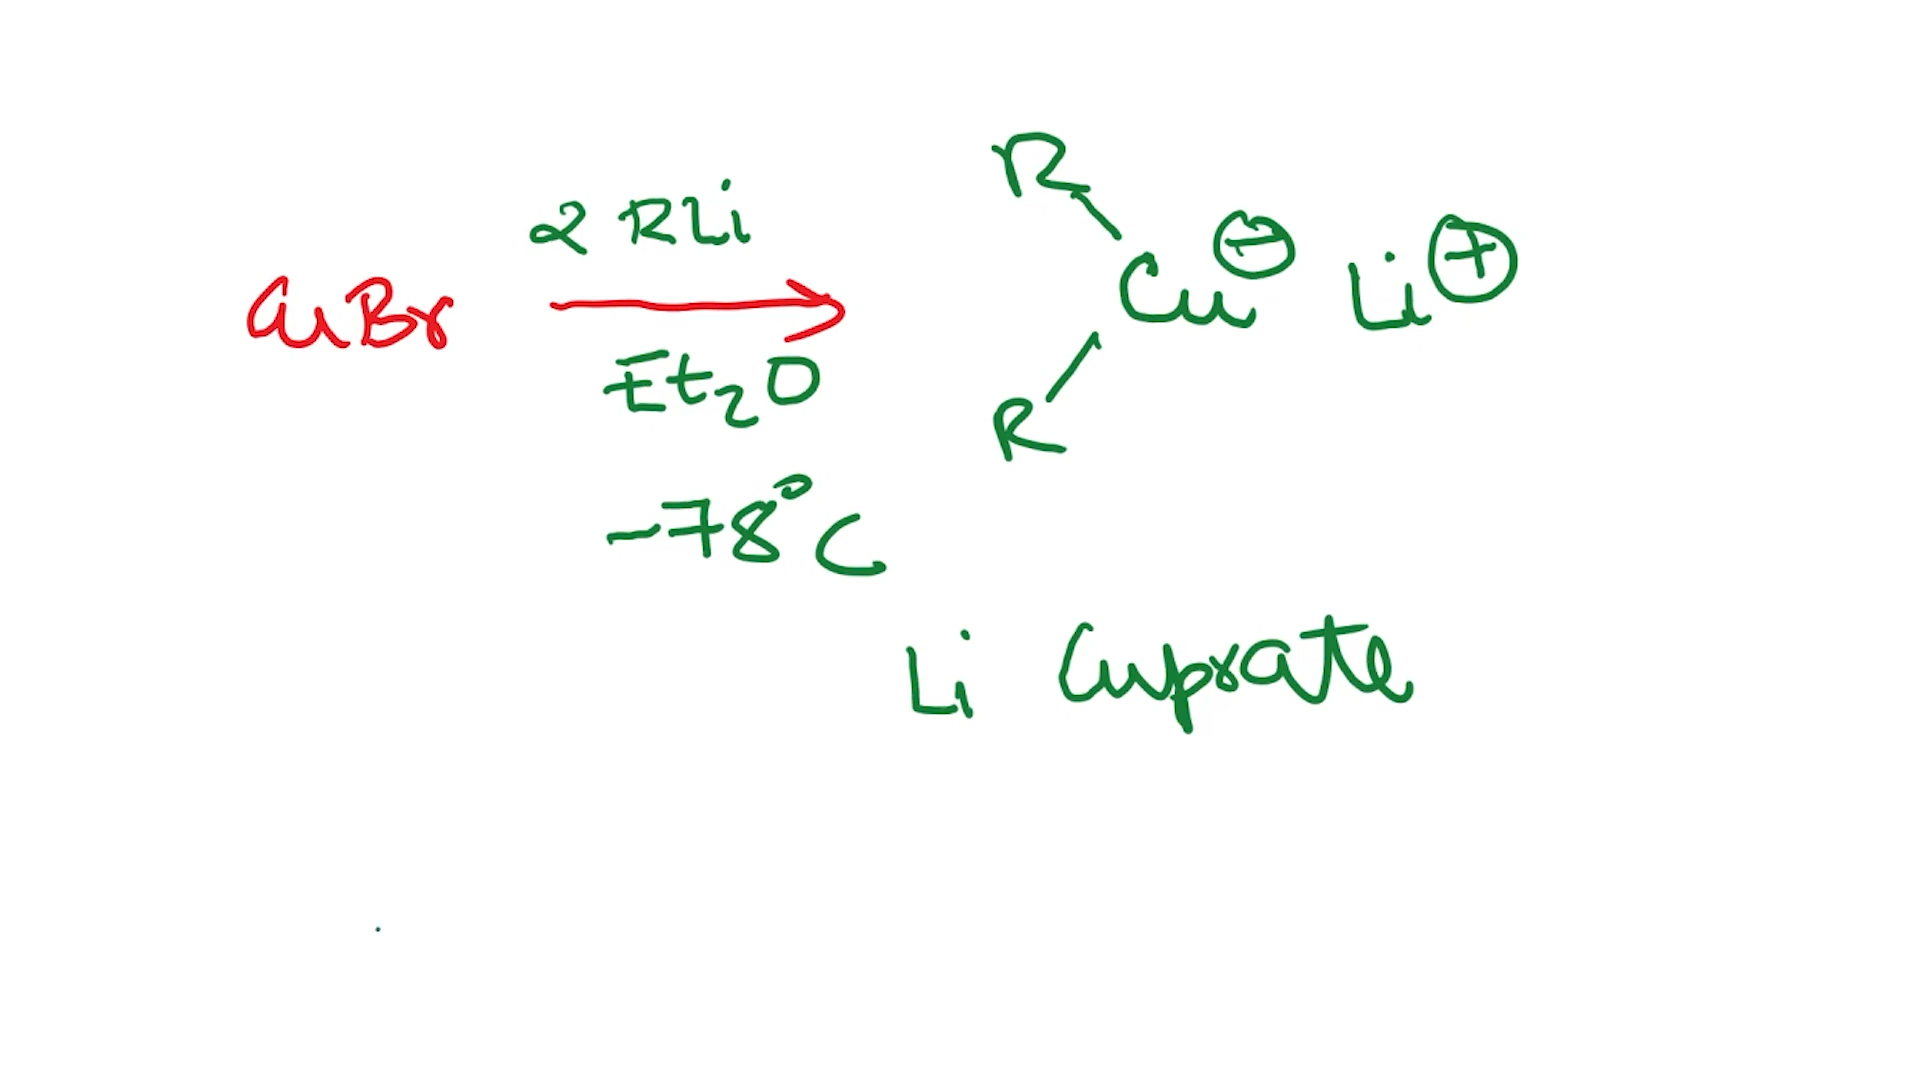 R
2 RLi
CuBr
Cu⊖ Li⊕
Et₂O
R
-78°C
Li Cuprate